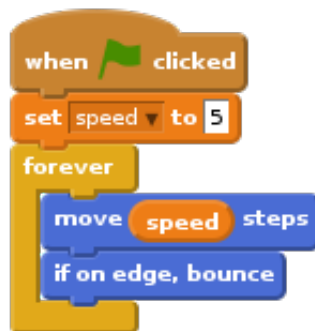 when clicked
set speed to 5
forever
move speed steps
if on edge, bounce